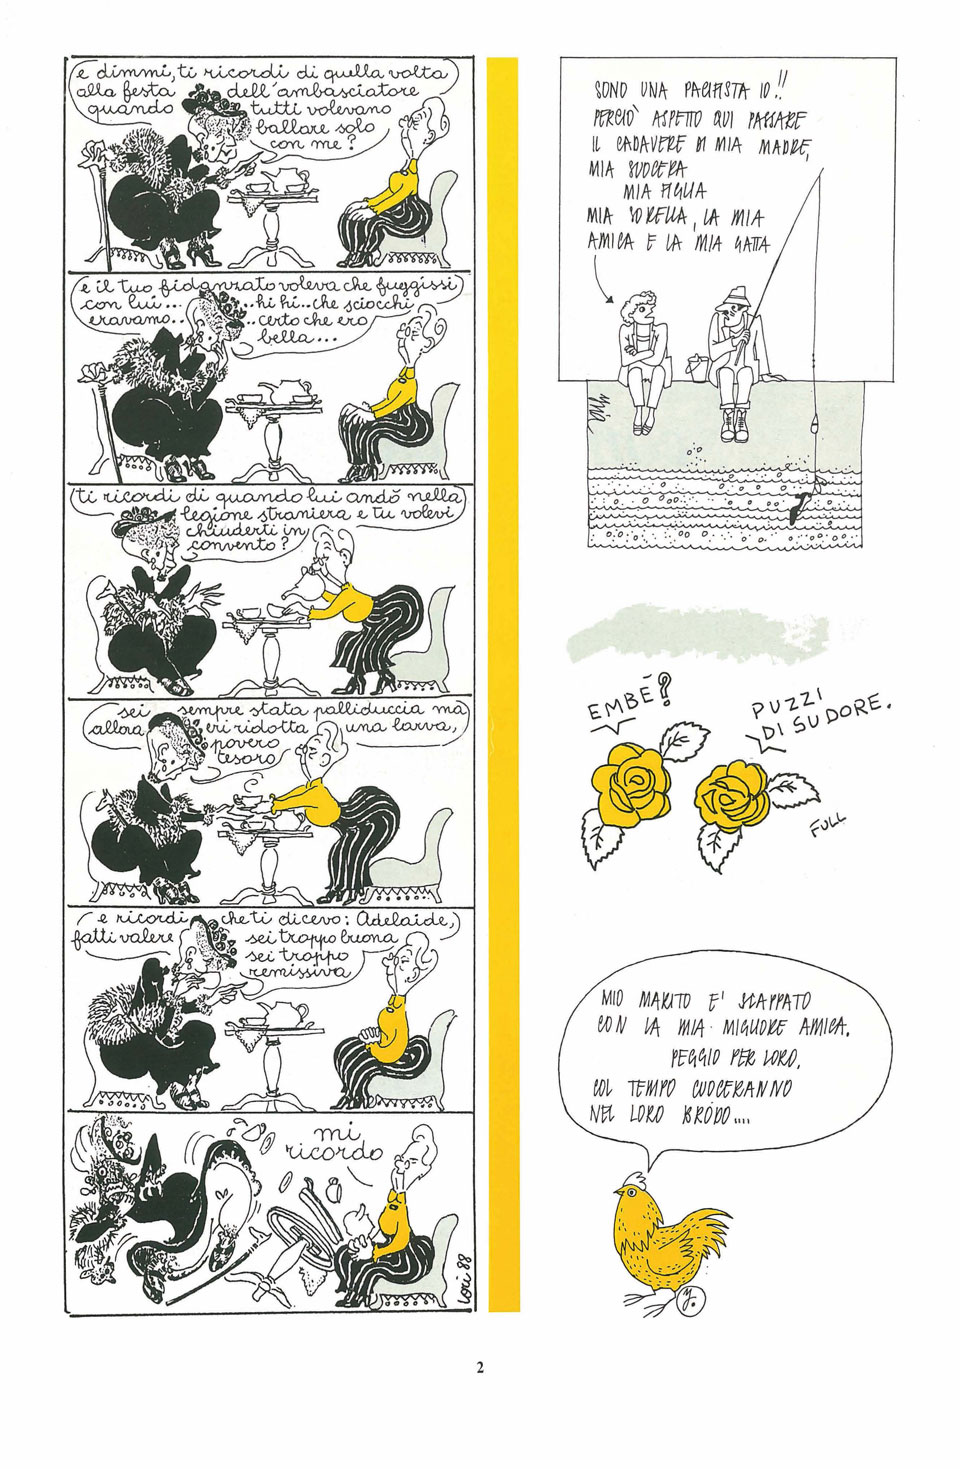 e dimmi, ti ricordi di quella volta
alla festa dell'ambasciatore
quando tutti volevano
ballare solo
con me?
e il tuo fidanzato voleva che fuggissi
con lui... ..hi hi..che sciocchi
eravamo.. ..certo che ero
bella...
ti ricordi di quando lui andò nella
legione straniera e tu volevi
chiuderti in
convento?
sei sempre stata palliduccia ma
allora eri ridotta una larva,
povero
tesoro
e ricordi che ti dicevo: Adelaide,
fatti valere sei troppo buona
sei troppo
remissiva
mi
ricordo
Lori 88
SONO UNA PACIFISTA IO!!
PERCIÒ ASPETTO QUI PASSARE
IL CADAVERE DI MIA MADRE,
MIA SUOCERA
MIA FIGLIA
MIA SORELLA, LA MIA
AMICA E LA MIA GATTA
EMBÈ?
PUZZI
DI SUDORE.
FULL
MIO MARITO E' SCAPPATO
CON LA MIA MIGLIORE AMICA.
PEGGIO PER LORO,
COL TEMPO CUOCERANNO
NEL LORO BRODO....
y.
2